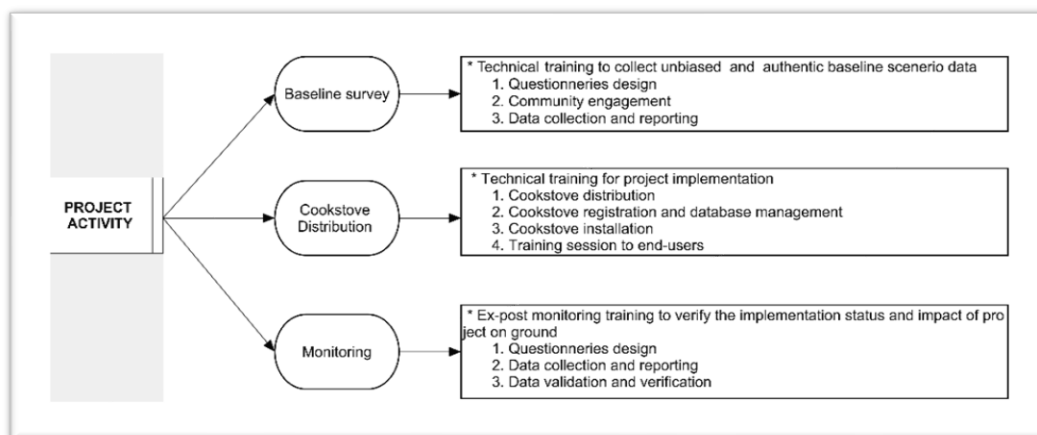 PROJECT
ACTIVITY
Baseline survey
* Technical training to collect unbiased and authentic baseline scenerio data
1. Questionneries design
2. Community engagement
3. Data collection and reporting
Cookstove
Distribution
* Technical training for project implementation
1. Cookstove distribution
2. Cookstove registration and database management
3. Cookstove installation
4. Training session to end-users
Monitoring
* Ex-post monitoring training to verify the implementation status and impact of pro
ject on ground
1. Questionneries design
2. Data collection and reporting
3. Data validation and verification